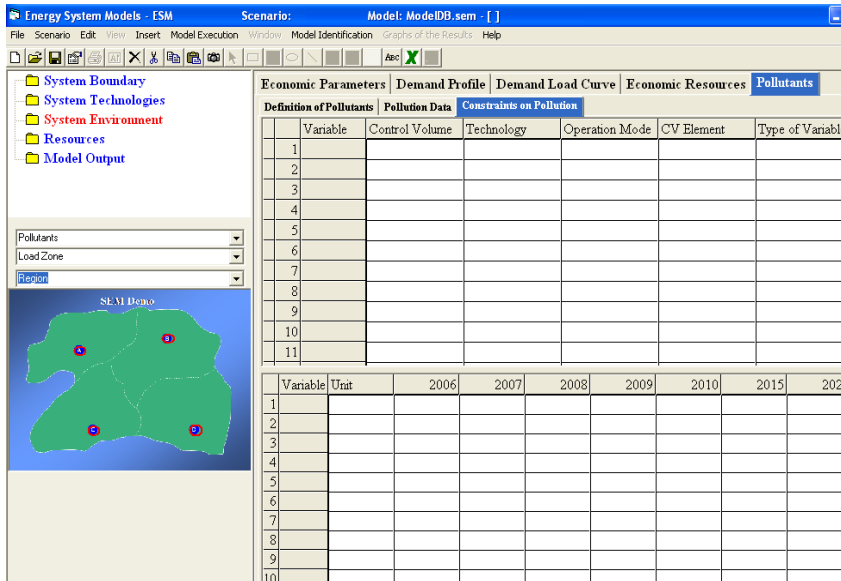 Energy System Models - ESM Scenario: Model: ModelDB.sem - [ ]
File Scenario Edit View Insert Model Execution Window Model Identification Graphs of the Results Help
ABC X
System Boundary
System Technologies
System Environment
Resources
Model Output
Pollutants
Load Zone
Region
SEM Demo
A
B
C
D
Economic Parameters Demand Profile Demand Load Curve Economic Resources Pollutants
Definition of Pollutants Pollution Data Constraints on Pollution
Variable Control Volume Technology Operation Mode CV Element Type of Variabl
1
2
3
4
5
6
7
8
9
10
11
Variable Unit 2006 2007 2008 2009 2010 2015 202
1
2
3
4
5
6
7
8
9
10